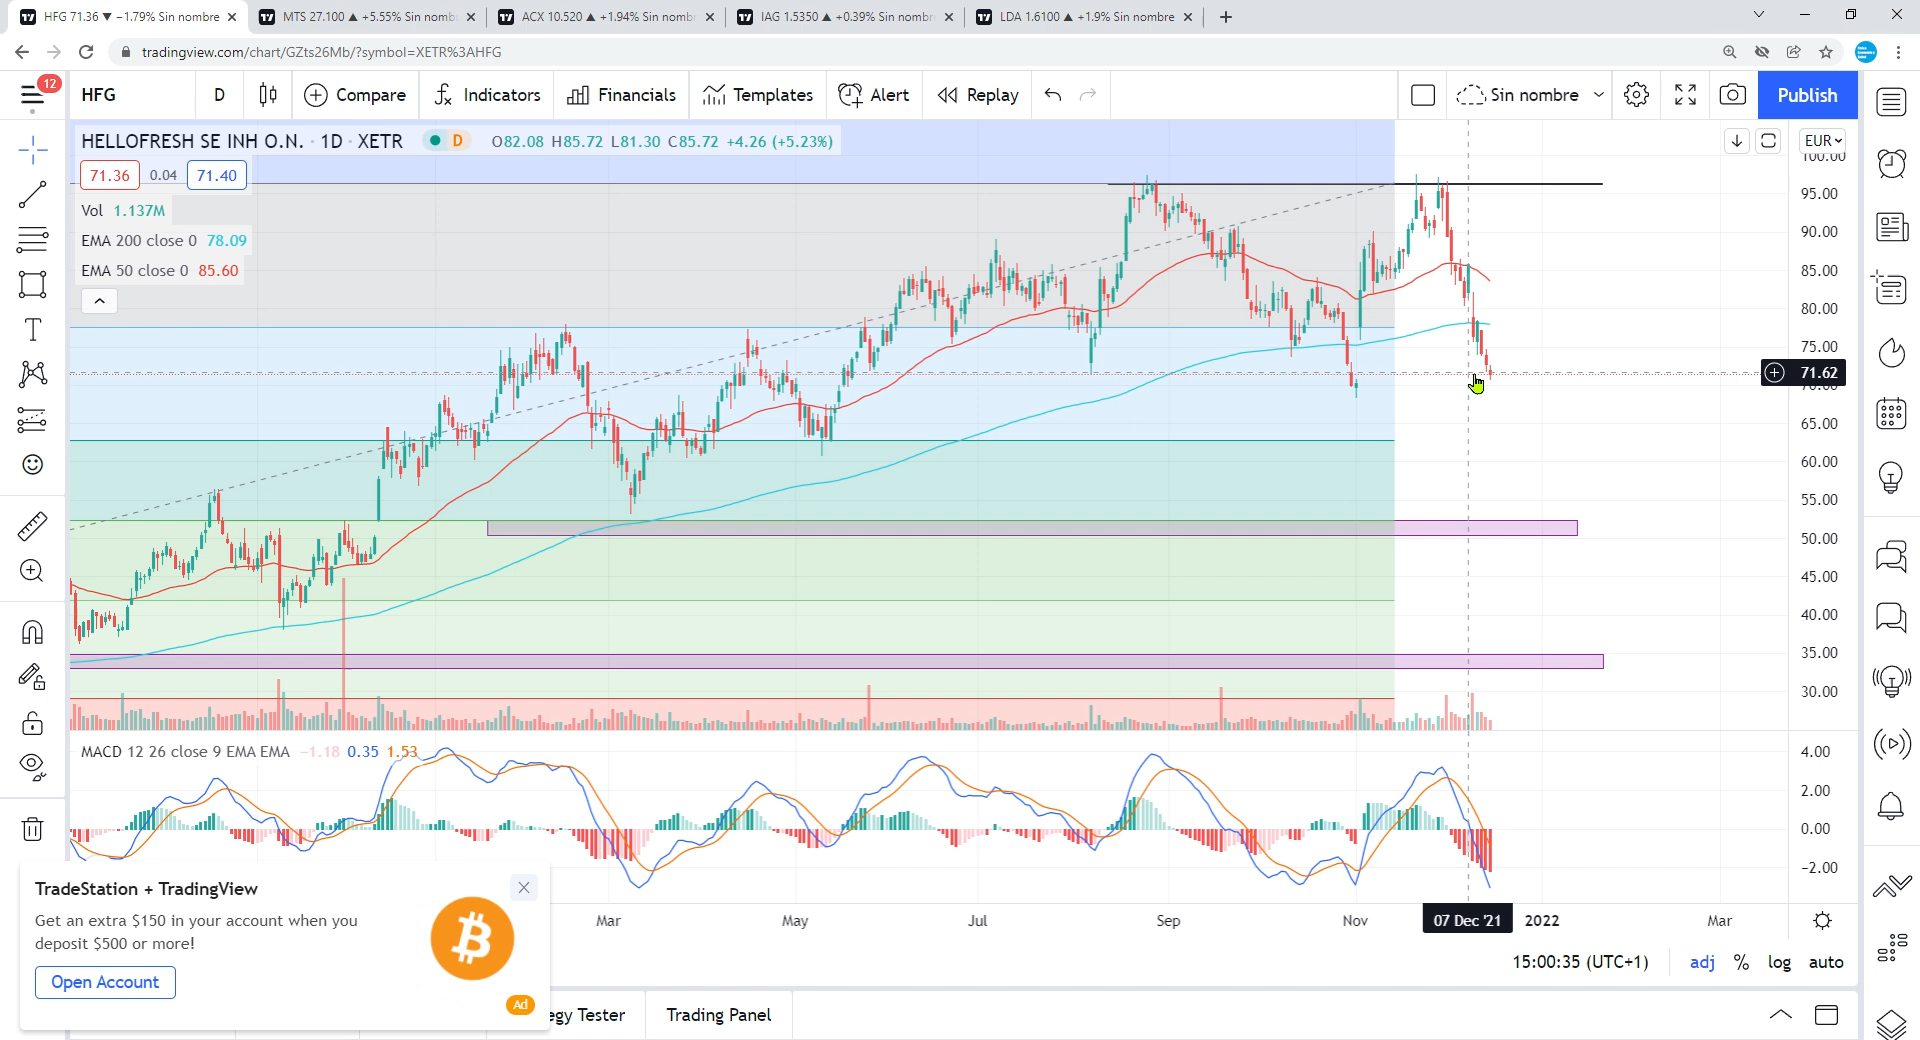 HFG 71.36 ▼ −1.79% Sin nombre
MTS 27.100 ▲ +5.55% Sin nomb
ACX 10.520 ▲ +1.94% Sin nomb
IAG 1.5350 ▲ +0.39% Sin nombr
LDA 1.6100 ▲ +1.9% Sin nombre
tradingview.com/chart/GZts26Mb/?symbol=XETR%3AHFG
12
HFG
D
Compare
Indicators
Financials
Templates
Alert
Replay
Sin nombre
Publish
HELLOFRESH SE INH O.N. · 1D · XETR
D
O82.08 H85.72 L81.30 C85.72 +4.26 (+5.23%)
EUR
71.36 0.04 71.40
Vol 1.137M
EMA 200 close 0 78.09
EMA 50 close 0 85.60
100.00
95.00
90.00
85.00
80.00
75.00
71.62
70.00
65.00
60.00
55.00
50.00
45.00
40.00
35.00
30.00
MACD 12 26 close 9 EMA EMA −1.18 0.35 1.53
4.00
2.00
0.00
−2.00
Mar
May
Jul
Sep
Nov
07 Dec '21
2022
Mar
15:00:35 (UTC+1)
adj
%
log
auto
TradeStation + TradingView
Get an extra $150 in your account when you
deposit $500 or more!
Open Account
Ad
egy Tester
Trading Panel